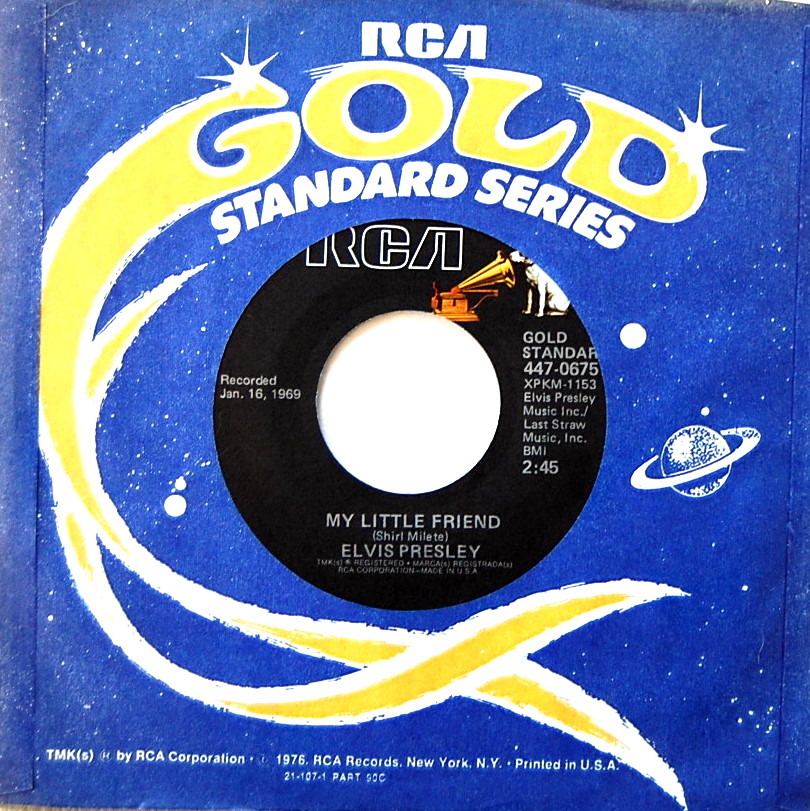 RCA
GOLD
STANDARD SERIES
RCA
GOLD
STANDAR
447-0675
XPKM-1153
Elvis Presley
Music Inc./
Last Straw
Music, Inc.
BMI
2:45
Recorded
Jan. 16, 1969
MY LITTLE FRIEND
(Shirl Milete)
ELVIS PRESLEY
TMK(s) ® REGISTERED • MARCA(s) REGISTRADA(s)
RCA CORPORATION—MADE IN U.S.A.
TMK(s) ® by RCA Corporation • ℗ 1976, RCA Records, New York, N.Y. • Printed in U.S.A.
21-107-1 PART 90C